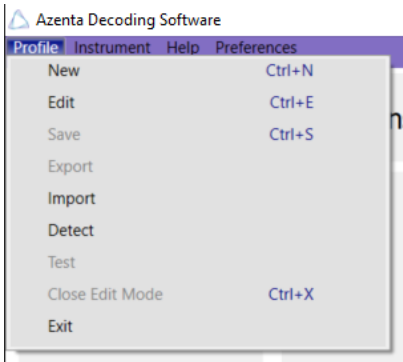 Azenta Decoding Software
Profile Instrument Help Preferences
New Ctrl+N
Edit Ctrl+E
Save Ctrl+S
Export
Import
Detect
Test
Close Edit Mode Ctrl+X
Exit